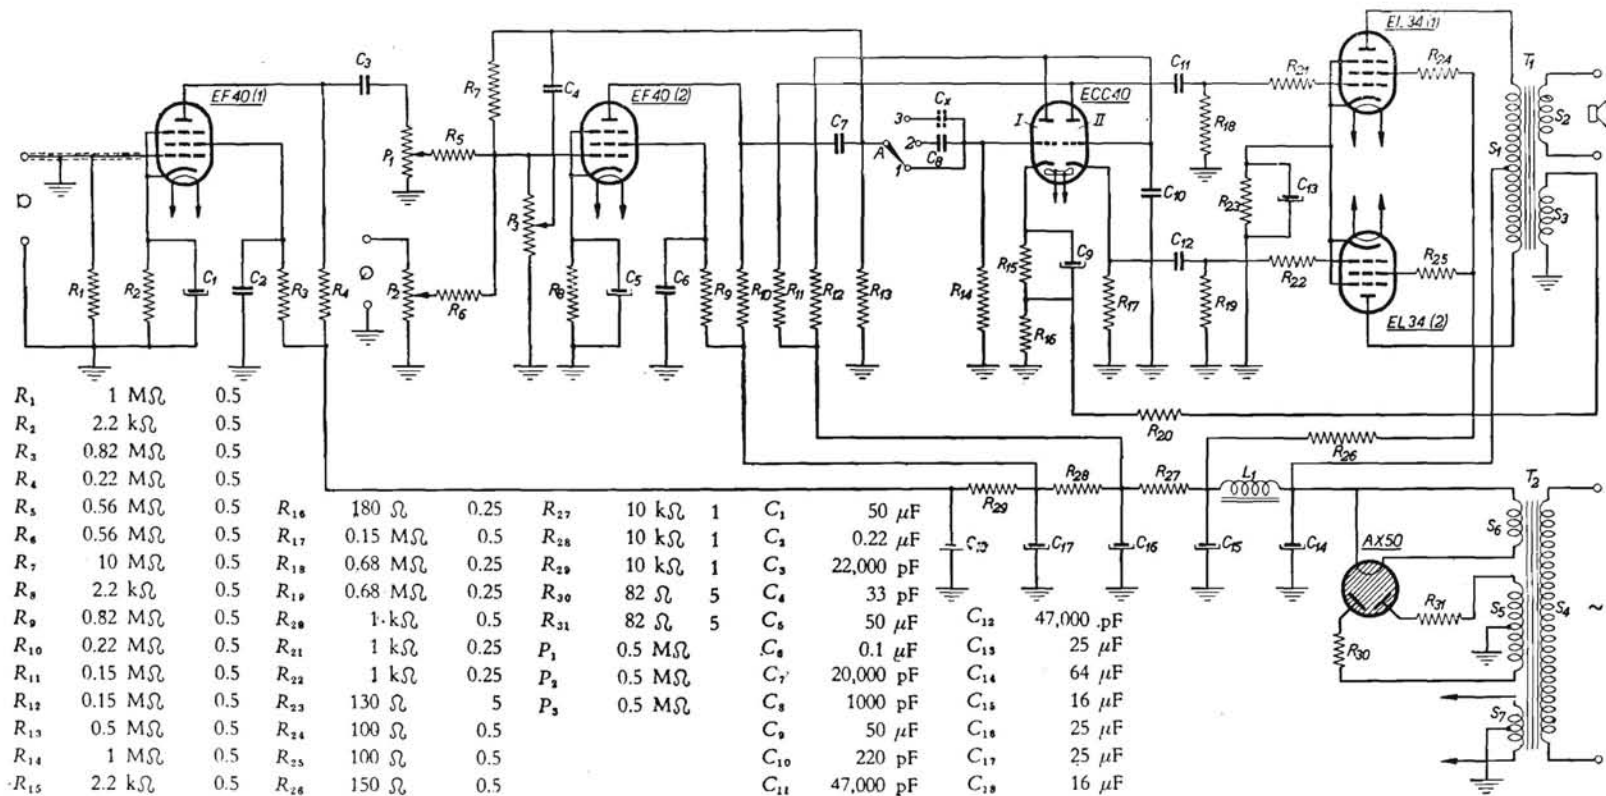 EF40(1)
C3
R7
C4
EF40(2)
P1
R5
C7
A
3
Cx
2
C8
1
ECC40
I
II
C11
R21
R18
EL34(1)
R24
T1
S1
S2
R1
R2
C1
C2
R3
R4
P2
R6
P3
R8
C5
C6
R9
R10
R11
R12
R13
R14
R15
C9
R16
R17
C10
C12
R19
R23
C13
R22
R25
EL34(2)
S3
R20
R26
R29
R28
R27
L1
T2
C17
C16
C15
C14
AX50
S6
S5
S4
R31
R30
S7
~
R1 1 MΩ 0.5
R2 2.2 kΩ 0.5
R3 0.82 MΩ 0.5
R4 0.22 MΩ 0.5
R5 0.56 MΩ 0.5
R6 0.56 MΩ 0.5
R7 10 MΩ 0.5
R8 2.2 kΩ 0.5
R9 0.82 MΩ 0.5
R10 0.22 MΩ 0.5
R11 0.15 MΩ 0.5
R12 0.15 MΩ 0.5
R13 0.5 MΩ 0.5
R14 1 MΩ 0.5
R15 2.2 kΩ 0.5
R16 180 Ω 0.25
R17 0.15 MΩ 0.5
R18 0.68 MΩ 0.25
R19 0.68 MΩ 0.25
R20 1 kΩ 0.5
R21 1 kΩ 0.25
R22 1 kΩ 0.25
R23 130 Ω 5
R24 100 Ω 0.5
R25 100 Ω 0.5
R26 150 Ω 0.5
R27 10 kΩ 1
R28 10 kΩ 1
R29 10 kΩ 1
R30 82 Ω 5
R31 82 Ω 5
P1 0.5 MΩ
P2 0.5 MΩ
P3 0.5 MΩ
C1 50 μF
C2 0.22 μF
C3 22,000 pF
C4 33 pF
C5 50 μF
C6 0.1 μF
C7 20,000 pF
C8 1000 pF
C9 50 μF
C10 220 pF
C11 47,000 pF
C12 47,000 pF
C13 25 μF
C14 64 μF
C15 16 μF
C16 25 μF
C17 25 μF
C18 16 μF